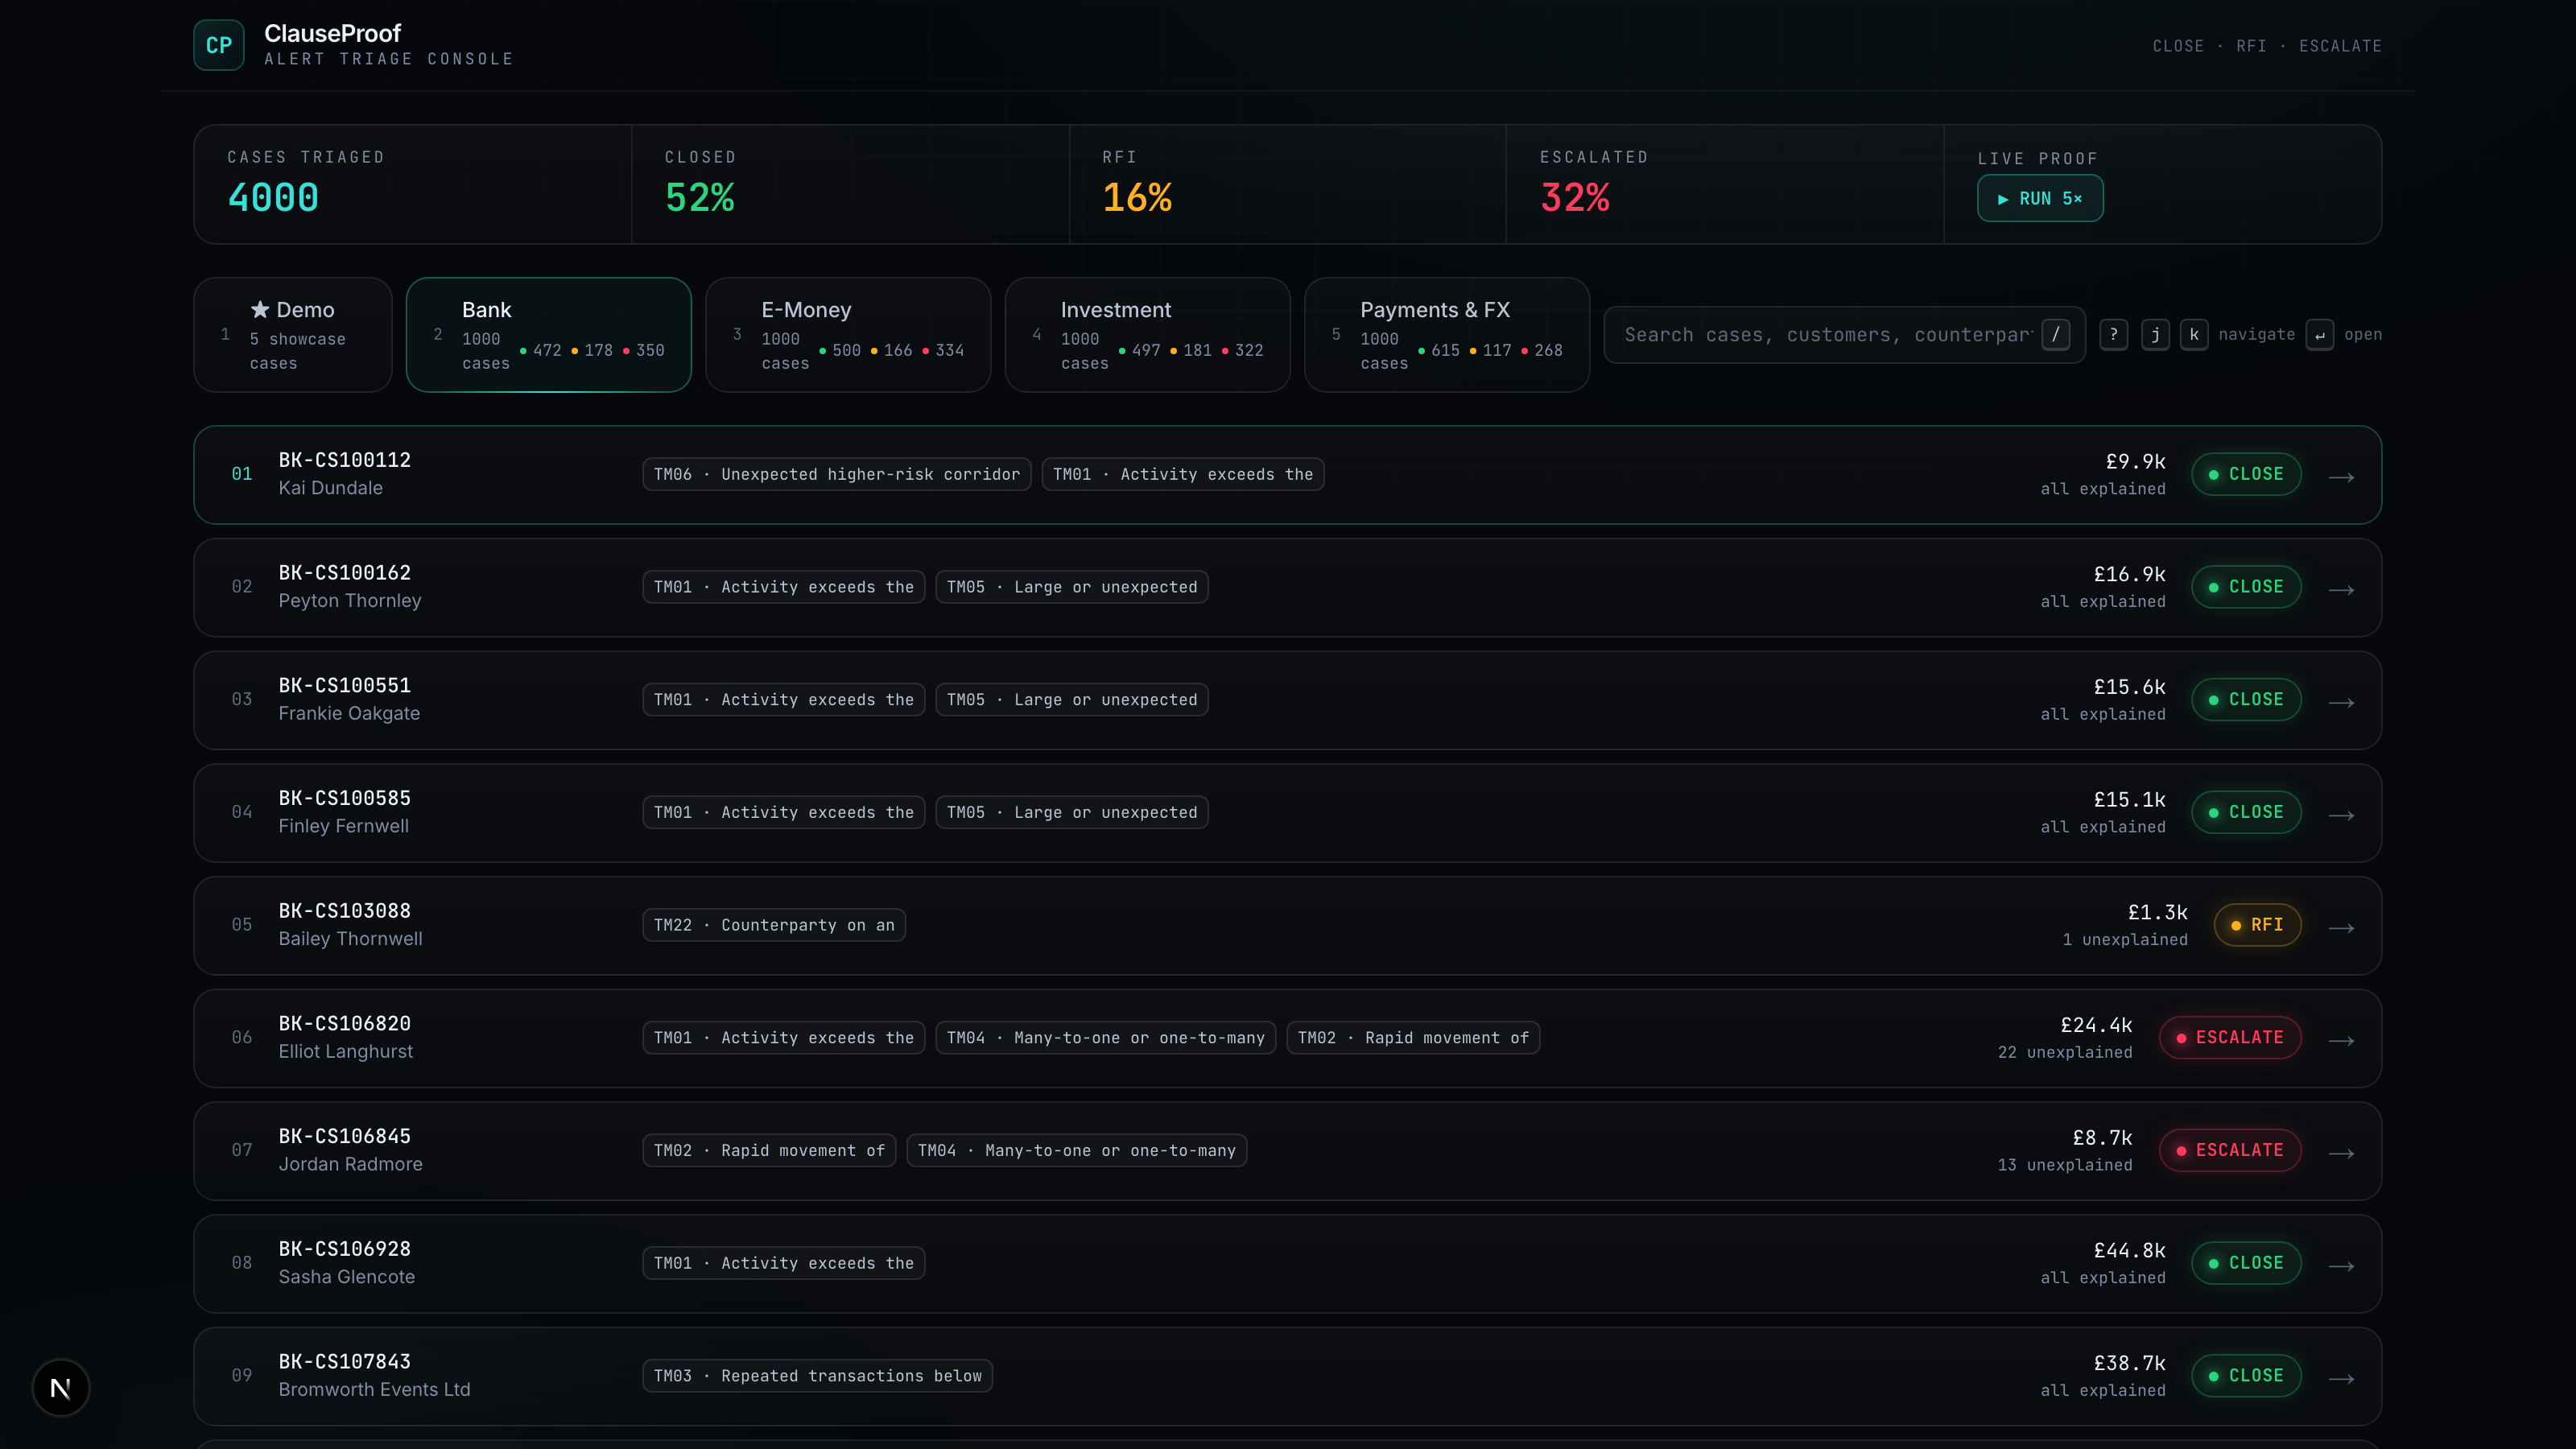 CP
ClauseProof
ALERT TRIAGE CONSOLE
CLOSE · RFI · ESCALATE
CASES TRIAGED
4000
CLOSED
52%
RFI
16%
ESCALATED
32%
LIVE PROOF
▶ RUN 5×
1
★ Demo
5 showcase
cases
2
Bank
1000
cases
472 178 350
3
E-Money
1000
cases
500 166 334
4
Investment
1000
cases
497 181 322
5
Payments & FX
1000
cases
615 117 268
Search cases, customers, counterpar
/
? j k navigate ↵ open
01
BK-CS100112
Kai Dundale
TM06 · Unexpected higher-risk corridor
TM01 · Activity exceeds the
£9.9k
all explained
CLOSE →
02
BK-CS100162
Peyton Thornley
TM01 · Activity exceeds the
TM05 · Large or unexpected
£16.9k
all explained
CLOSE →
03
BK-CS100551
Frankie Oakgate
TM01 · Activity exceeds the
TM05 · Large or unexpected
£15.6k
all explained
CLOSE →
04
BK-CS100585
Finley Fernwell
TM01 · Activity exceeds the
TM05 · Large or unexpected
£15.1k
all explained
CLOSE →
05
BK-CS103088
Bailey Thornwell
TM22 · Counterparty on an
£1.3k
1 unexplained
RFI →
06
BK-CS106820
Elliot Langhurst
TM01 · Activity exceeds the
TM04 · Many-to-one or one-to-many
TM02 · Rapid movement of
£24.4k
22 unexplained
ESCALATE →
07
BK-CS106845
Jordan Radmore
TM02 · Rapid movement of
TM04 · Many-to-one or one-to-many
£8.7k
13 unexplained
ESCALATE →
08
BK-CS106928
Sasha Glencote
TM01 · Activity exceeds the
£44.8k
all explained
CLOSE →
09
BK-CS107843
Bromworth Events Ltd
TM03 · Repeated transactions below
£38.7k
all explained
CLOSE →
N